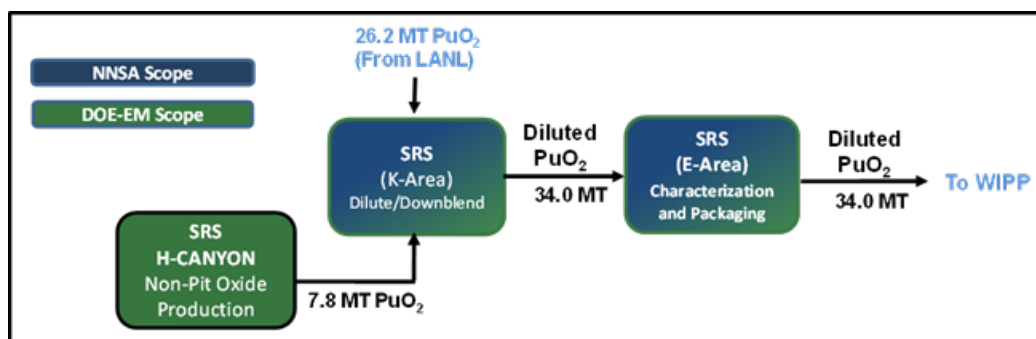 26.2 MT PuO₂
(From LANL)
NNSA Scope
DOE-EM Scope
SRS
(K-Area)
Dilute/Downblend
Diluted
PuO₂
34.0 MT
SRS
(E-Area)
Characterization
and Packaging
Diluted
PuO₂
34.0 MT
To WIPP
SRS
H-CANYON
Non-Pit Oxide
Production
7.8 MT PuO₂